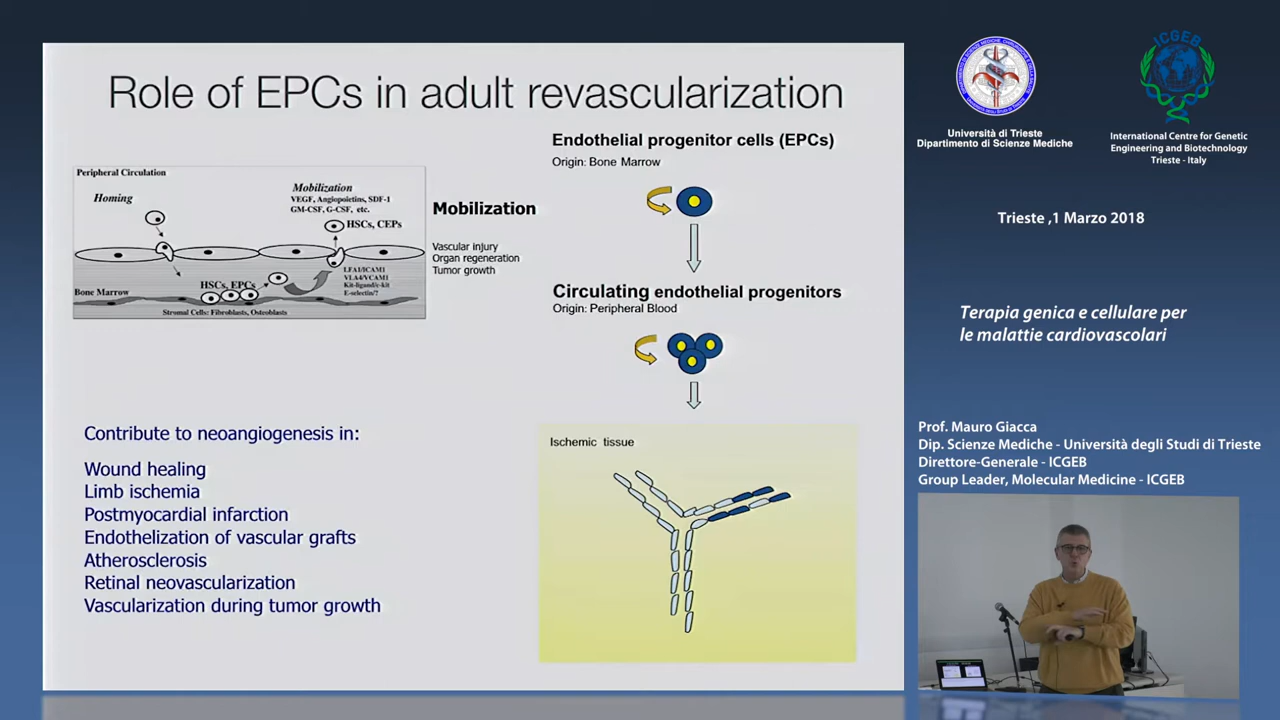 Role of EPCs in adult revascularization
Peripheral Circulation
Homing
Mobilization
VEGF, Angiopoietins, SDF-1
GM-CSF, G-CSF, etc.
HSCs, CEPs
LFA1/ICAM1
VLA4/VCAM1
Kit-ligand/c-kit
E-selectin/?
HSCs, EPCs
Bone Marrow
Stromal Cells: Fibroblasts, Osteoblasts
Mobilization
Vascular injury
Organ regeneration
Tumor growth
Endothelial progenitor cells (EPCs)
Origin: Bone Marrow
Circulating endothelial progenitors
Origin: Peripheral Blood
Ischemic tissue
Contribute to neoangiogenesis in:
Wound healing
Limb ischemia
Postmyocardial infarction
Endothelization of vascular grafts
Atherosclerosis
Retinal neovascularization
Vascularization during tumor growth
Università di Trieste
Dipartimento di Scienze Mediche
ICGEB
International Centre for Genetic
Engineering and Biotechnology
Trieste - Italy
Trieste ,1 Marzo 2018
Terapia genica e cellulare per
le malattie cardiovascolari
Prof. Mauro Giacca
Dip. Scienze Mediche - Università degli Studi di Trieste
Direttore-Generale - ICGEB
Group Leader, Molecular Medicine - ICGEB